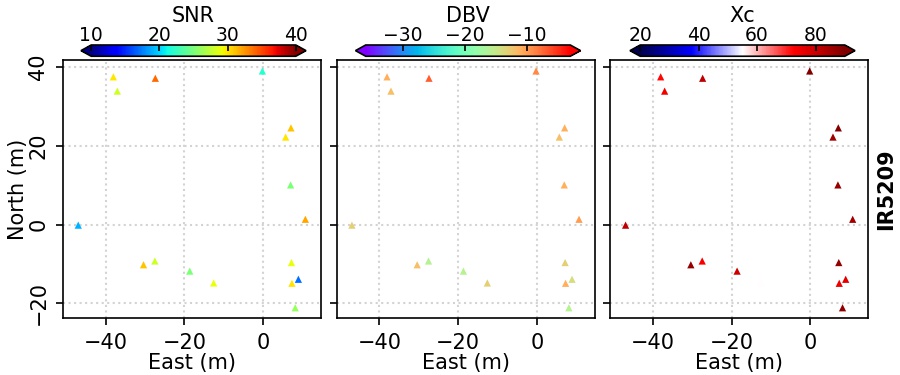 SNR DBV Xc
10 20 30 40 −30 −20 −10 20 40 60 80
40
20
0
−20
North (m)
IR5209
−40 −20 0 −40 −20 0 −40 −20 0
East (m) East (m) East (m)